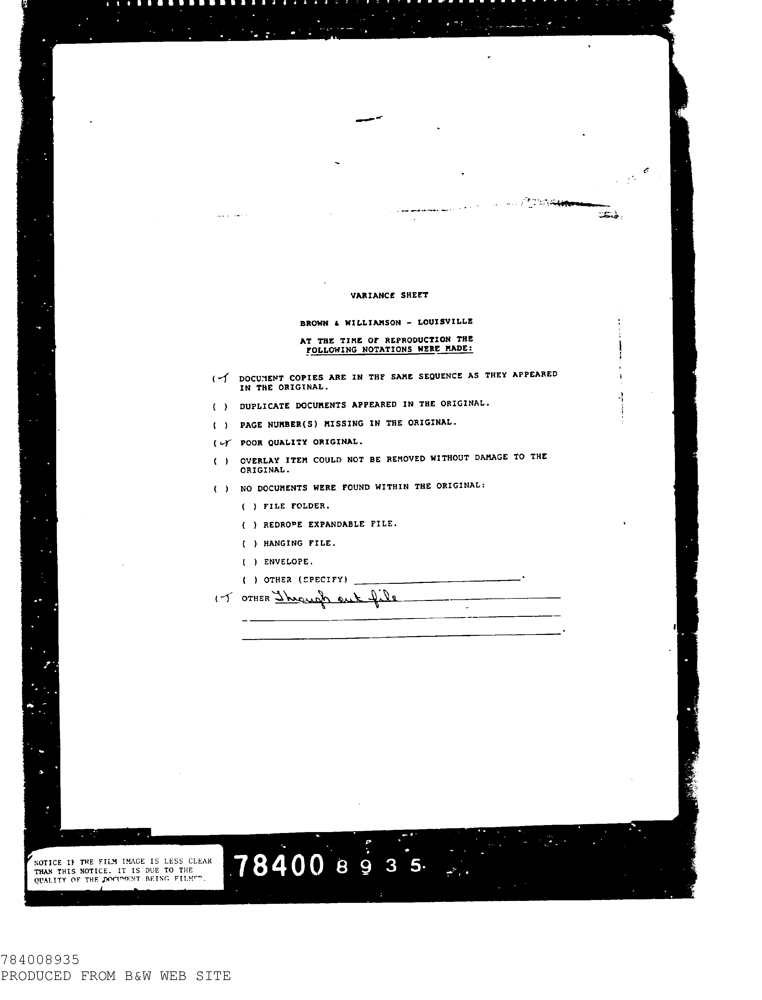 VARIANCE SHEET
BROWN & WILLIAMSON - LOUISVILLE
AT THE TIME OF REPRODUCTION THE
FOLLOWING NOTATIONS WERE MADE:
(✓) DOCUMENT COPIES ARE IN THE SAME SEQUENCE AS THEY APPEARED
IN THE ORIGINAL.
( ) DUPLICATE DOCUMENTS APPEARED IN THE ORIGINAL.
( ) PAGE NUMBER(S) MISSING IN THE ORIGINAL.
(✓) POOR QUALITY ORIGINAL.
( ) OVERLAY ITEM COULD NOT BE REMOVED WITHOUT DAMAGE TO THE
ORIGINAL.
( ) NO DOCUMENTS WERE FOUND WITHIN THE ORIGINAL:
( ) FILE FOLDER.
( ) REDROPE EXPANDABLE FILE.
( ) HANGING FILE.
( ) ENVELOPE.
( ) OTHER (SPECIFY)
(✓) OTHER Through out file
NOTICE IF THE FILM IMAGE IS LESS CLEAR
THAN THIS NOTICE. IT IS DUE TO THE
QUALITY OF THE DOCUMENT BEING FILMED.
78400 8935
784008935
PRODUCED FROM B&W WEB SITE